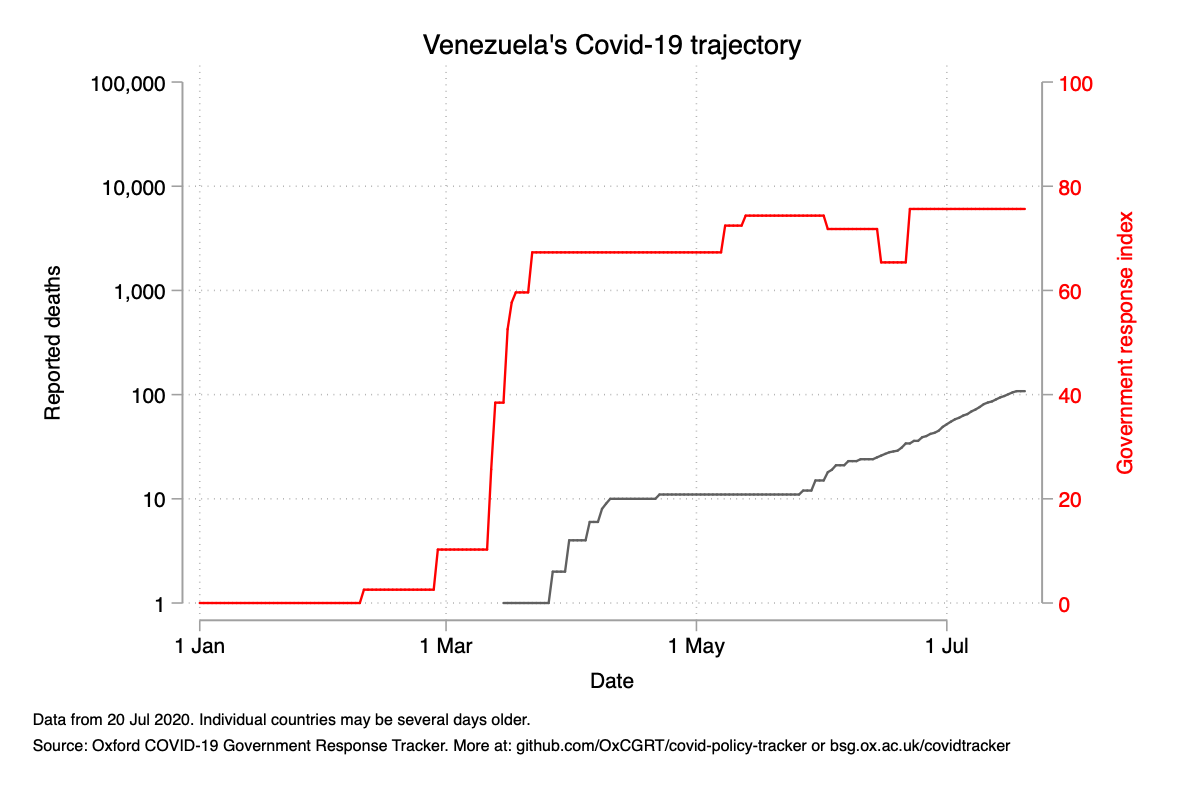 Venezuela's Covid-19 trajectory
100,000
10,000
1,000
100
10
1
Reported deaths
100
80
60
40
20
0
Government response index
1 Jan
1 Mar
1 May
1 Jul
Date
Data from 20 Jul 2020. Individual countries may be several days older.
Source: Oxford COVID-19 Government Response Tracker. More at: github.com/OxCGRT/covid-policy-tracker or bsg.ox.ac.uk/covidtracker